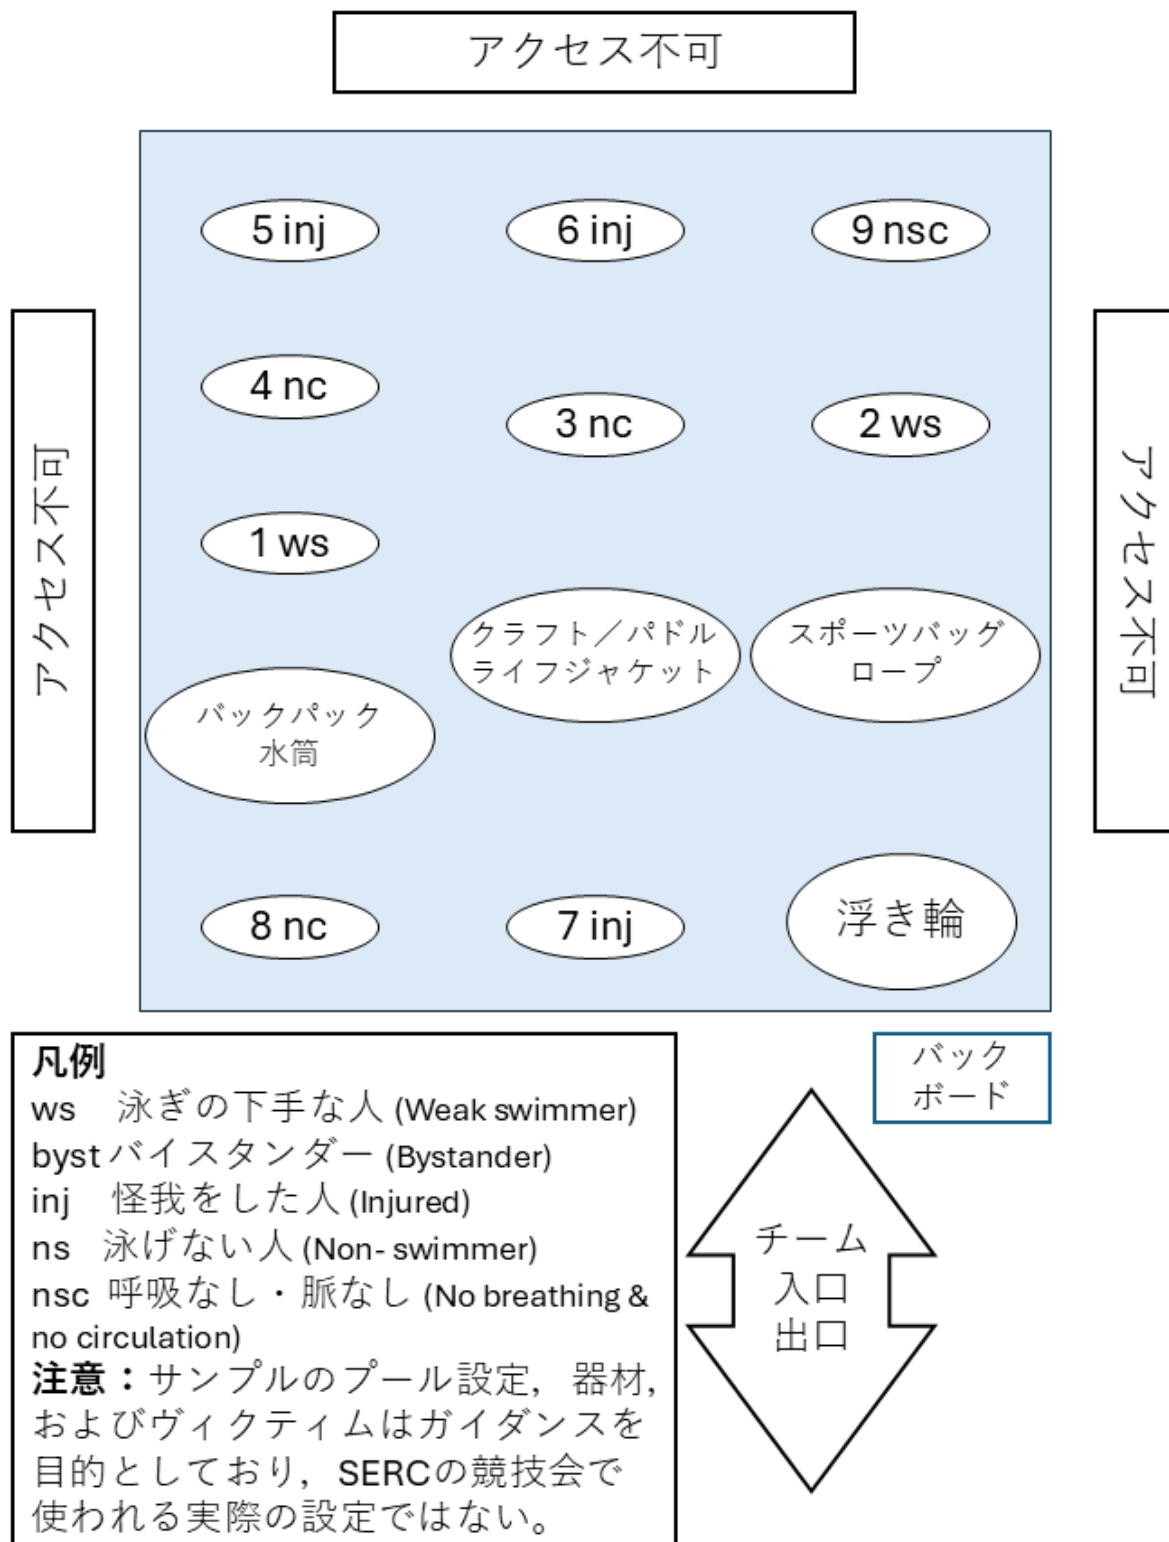 アクセス不可
5 inj
6 inj
9 nsc
4 nc
3 nc
2 ws
1 ws
アクセス不可
アクセス不可
クラフト／パドル
ライフジャケット
スポーツバッグ
ロープ
バックパック
水筒
8 nc
7 inj
浮き輪
凡例
ws 泳ぎの下手な人 (Weak swimmer)
byst バイスタンダー (Bystander)
inj 怪我をした人 (Injured)
ns 泳げない人 (Non- swimmer)
nsc 呼吸なし・脈なし (No breathing &
no circulation)
注意：サンプルのプール設定，器材，
およびヴィクティムはガイダンスを
目的としており，SERCの競技会で
使われる実際の設定ではない。
バック
ボード
チーム
入口
出口